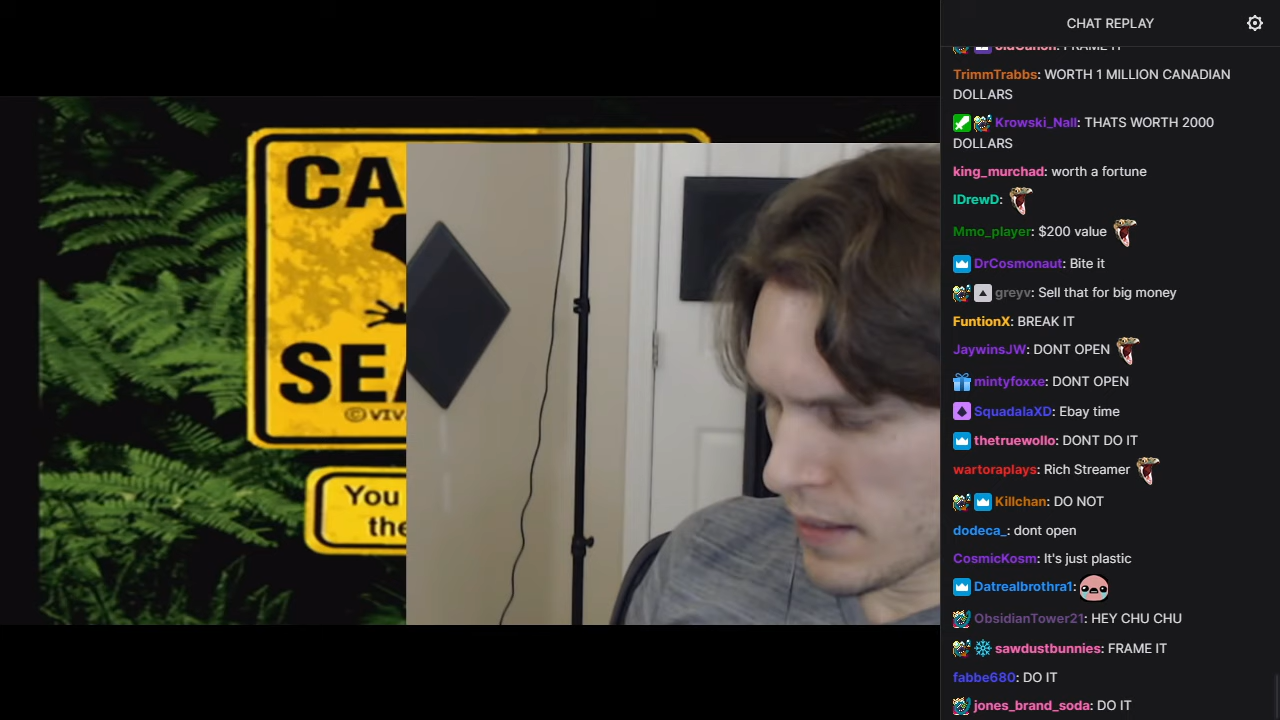 CA
SEA
© VIV
You
the
CHAT REPLAY
TrimmTrabbs: WORTH 1 MILLION CANADIAN
DOLLARS
Krowski_Nall: THATS WORTH 2000
DOLLARS
king_murchad: worth a fortune
IDrewD:
Mmo_player: $200 value
DrCosmonaut: Bite it
greyv: Sell that for big money
FuntionX: BREAK IT
JaywinsJW: DONT OPEN
mintyfoxxe: DONT OPEN
SquadalaXD: Ebay time
thetruewollo: DONT DO IT
wartoraplays: Rich Streamer
Killchan: DO NOT
dodeca_: dont open
CosmicKosm: It's just plastic
Datrealbrothra1:
ObsidianTower21: HEY CHU CHU
sawdustbunnies: FRAME IT
fabbe680: DO IT
jones_brand_soda: DO IT